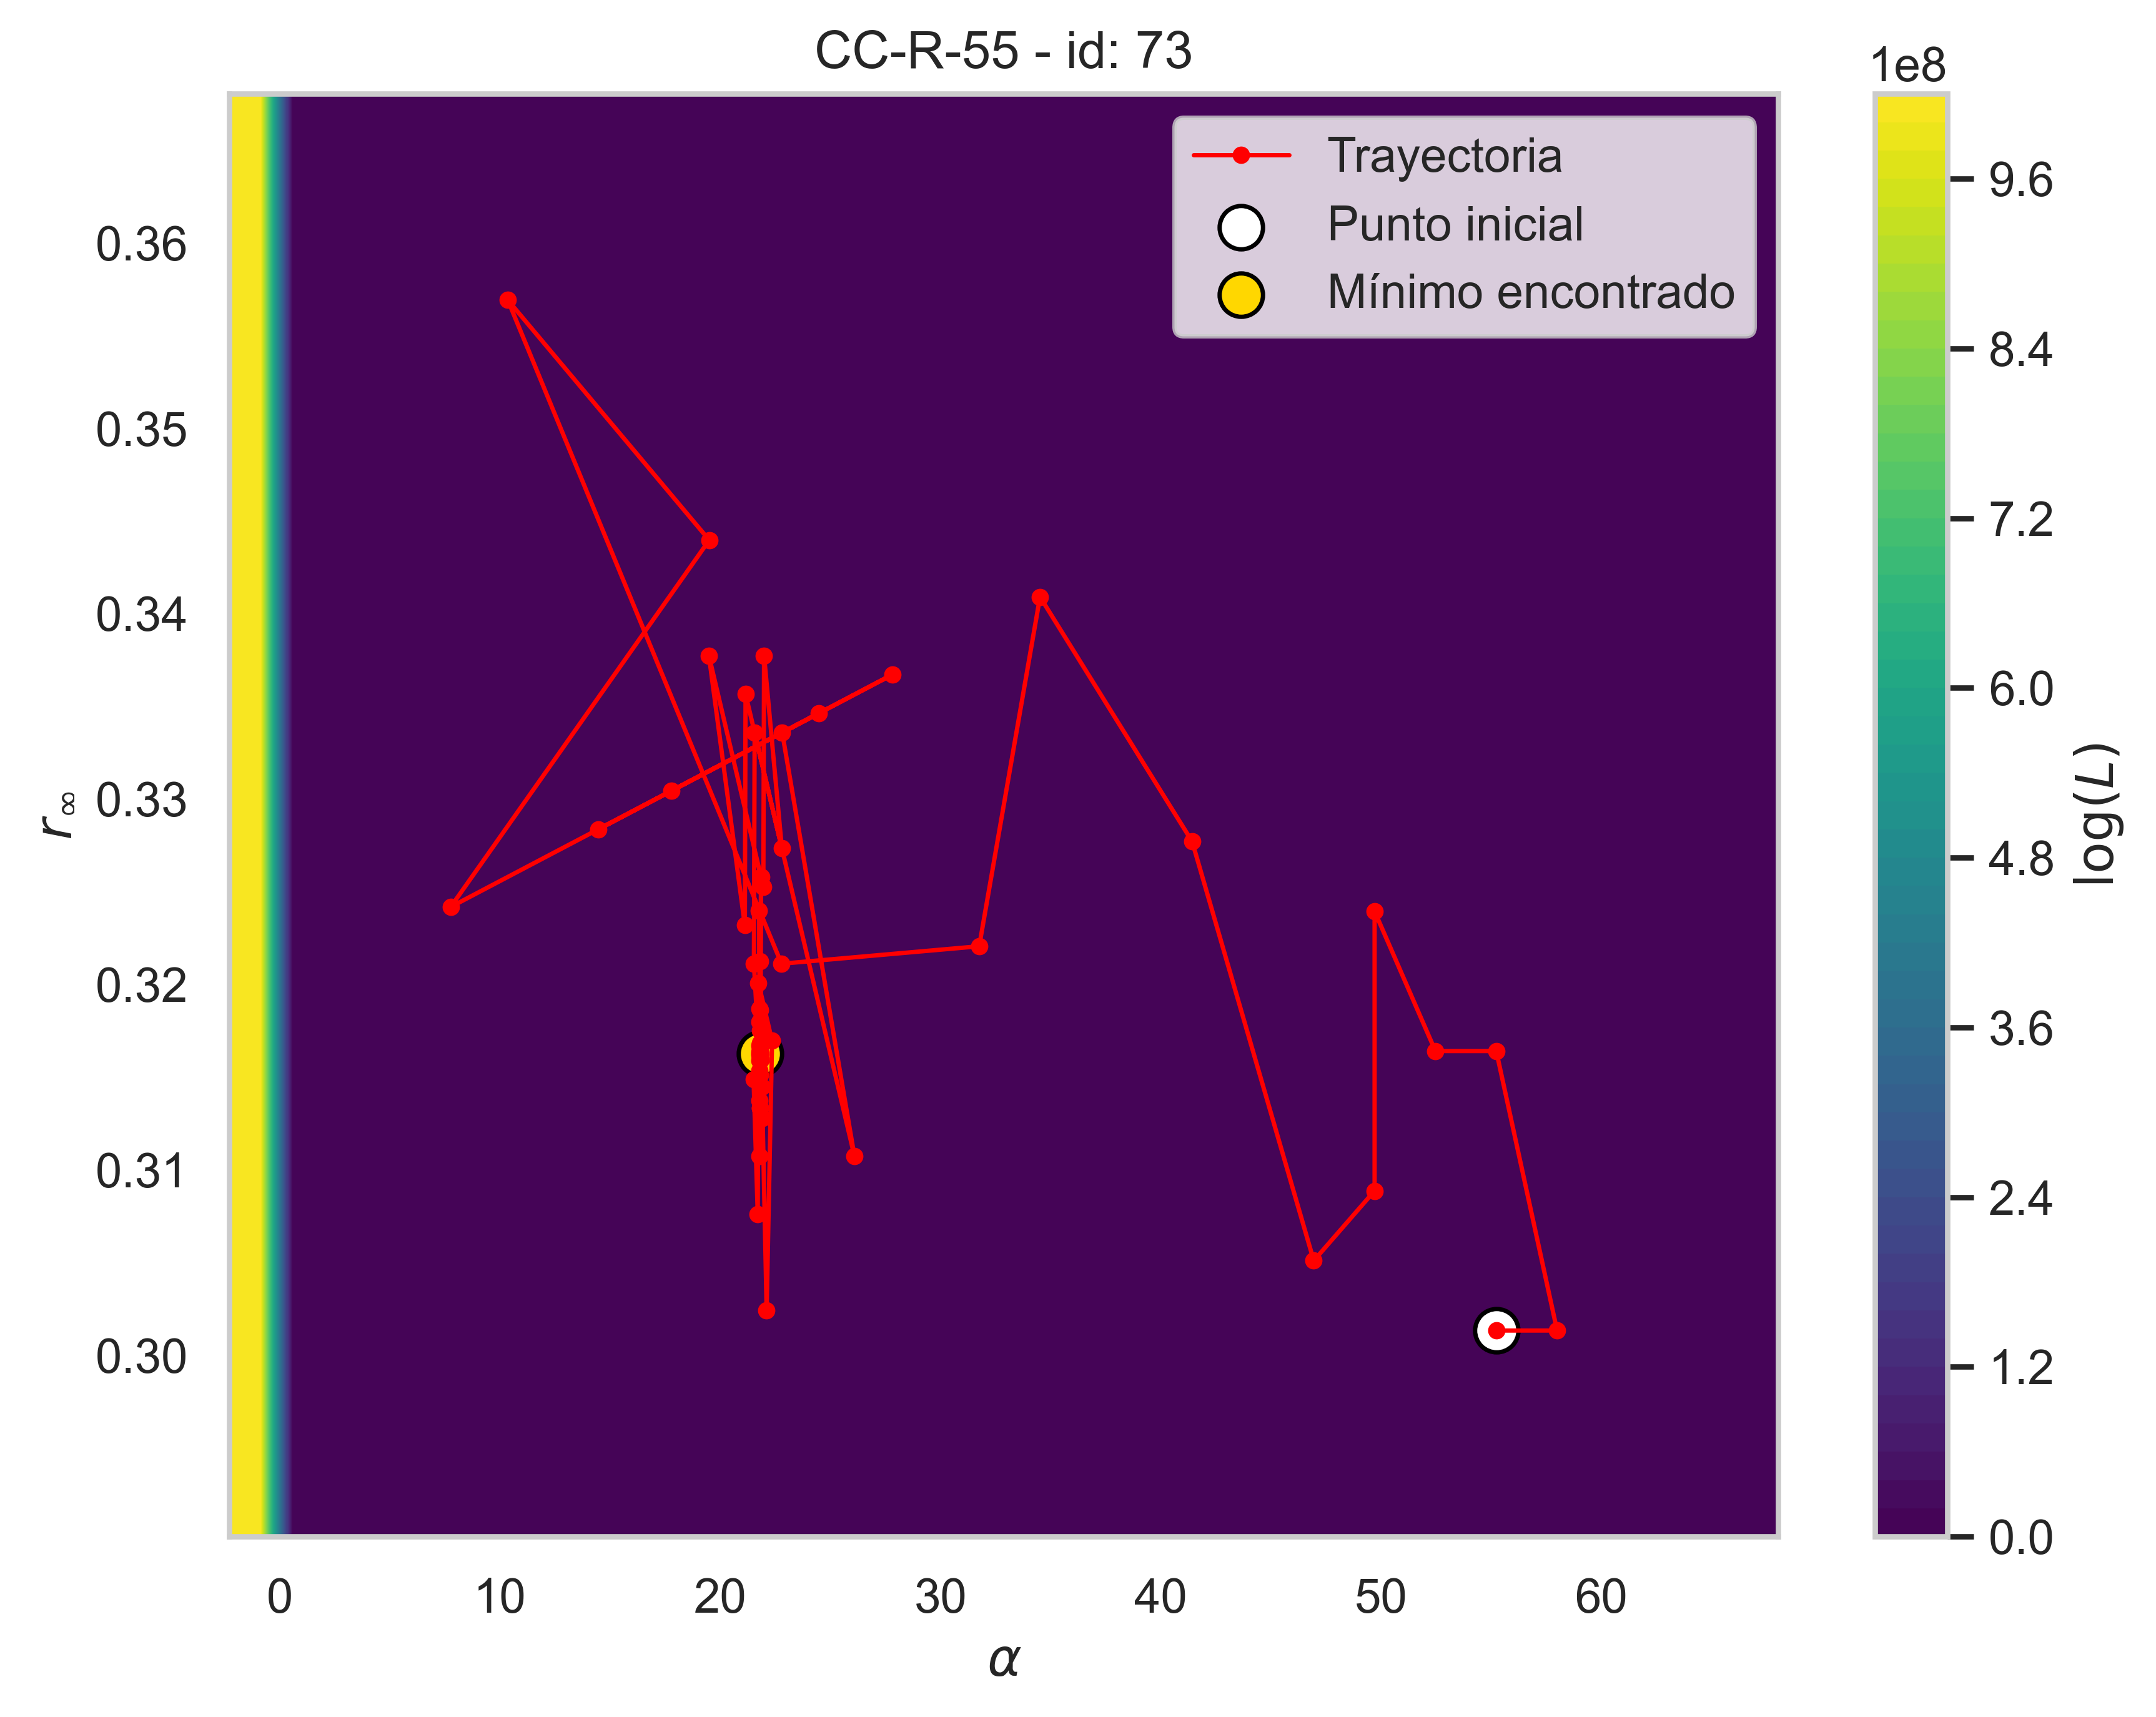 CC-R-55 - id: 73
1e8
Trayectoria
Punto inicial
Mínimo encontrado
0.36
0.35
0.34
0.33
0.32
0.31
0.30
r∞
0
10
20
30
40
50
60
α
9.6
8.4
7.2
6.0
4.8
3.6
2.4
1.2
0.0
log(L)